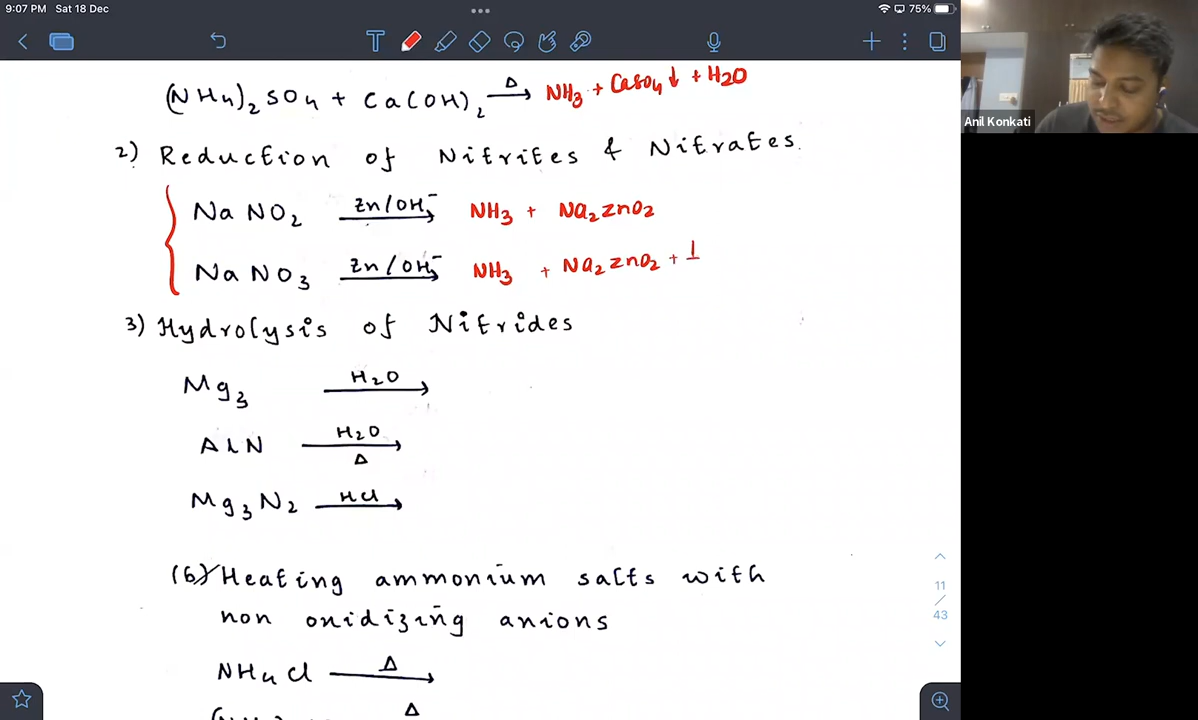 9:07 PM Sat 18 Dec
75%
(NH4)2 SO4 + Ca(OH)2 Δ→ NH3 + CaSO4↓ + H2O
Anil Konkati
2) Reduction of Nitrites & Nitrates.
NaNO2 Zn/OH-→ NH3 + Na2ZnO2
NaNO3 Zn/OH-→ NH3 + Na2ZnO2 +
3) Hydrolysis of Nitrides
Mg3 H2O→
AlN H2O→ Δ
Mg3N2 HCl→
(6) Heating ammonium salts with
non oxidizing anions
11
/
43
NH4Cl Δ→
Δ